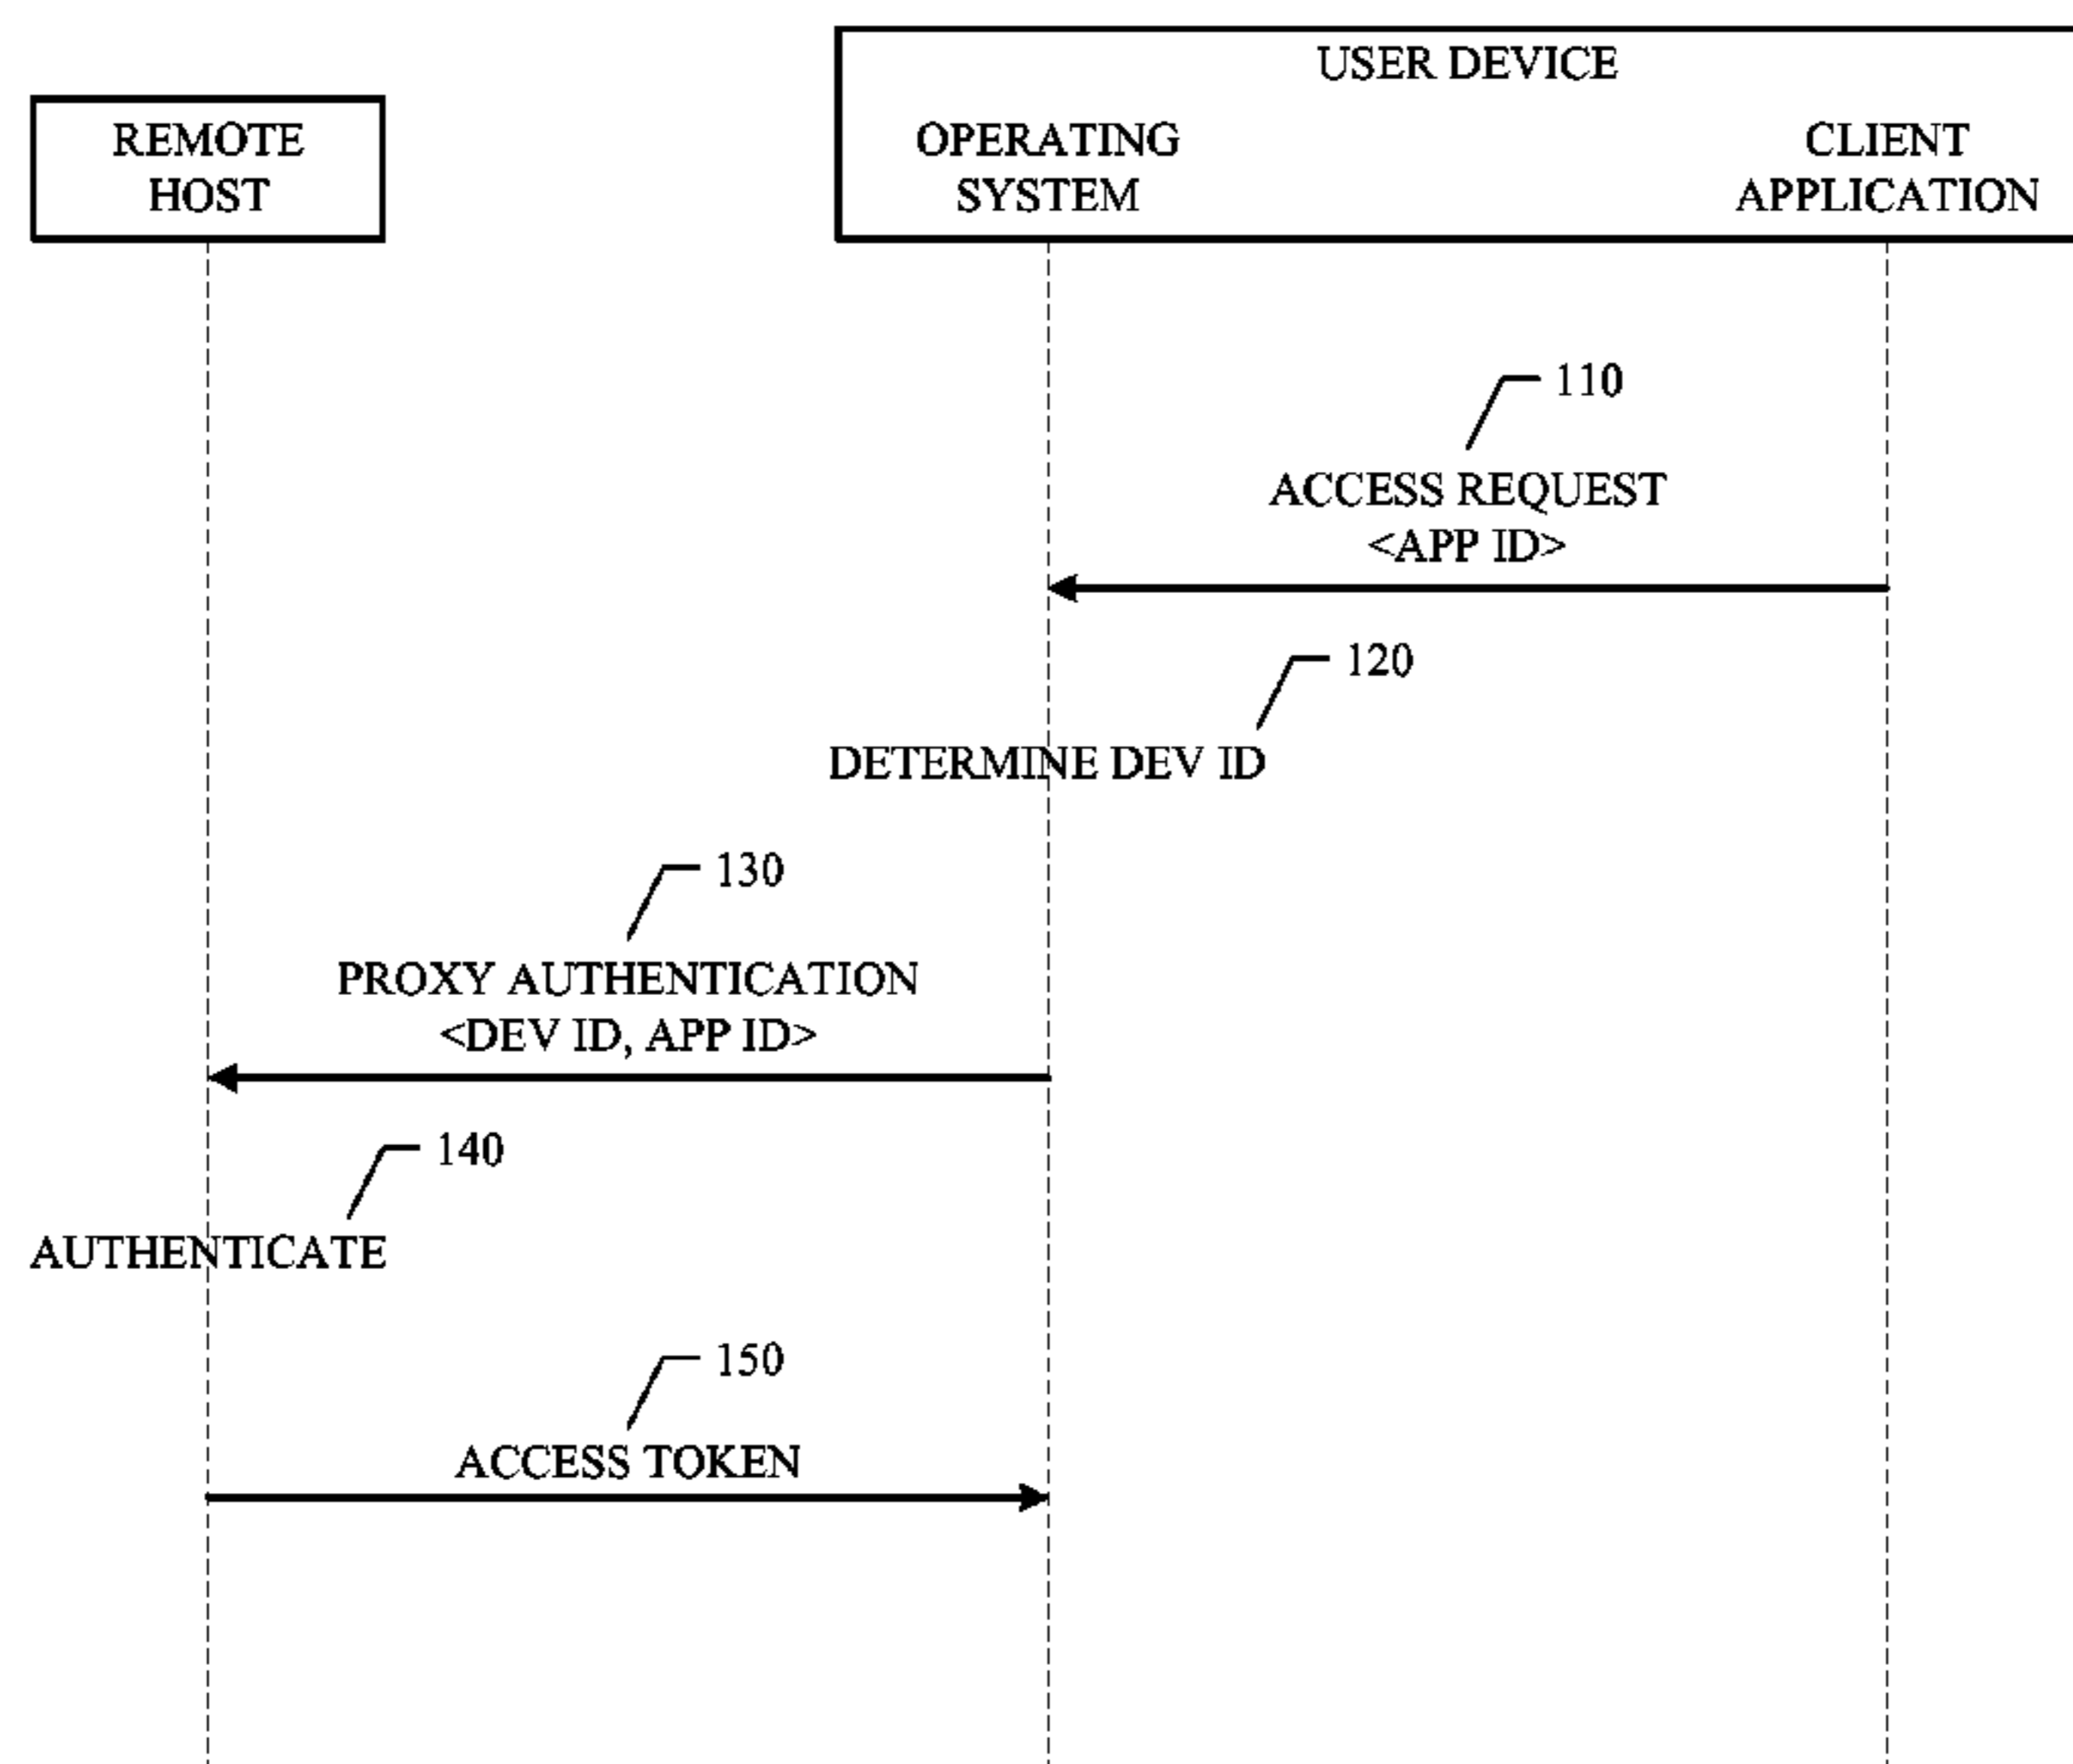 USER DEVICE
REMOTE
HOST
OPERATING
SYSTEM
CLIENT
APPLICATION
110
ACCESS REQUEST
<APP ID>
120
DETERMINE DEV ID
130
PROXY AUTHENTICATION
<DEV ID, APP ID>
140
AUTHENTICATE
150
ACCESS TOKEN